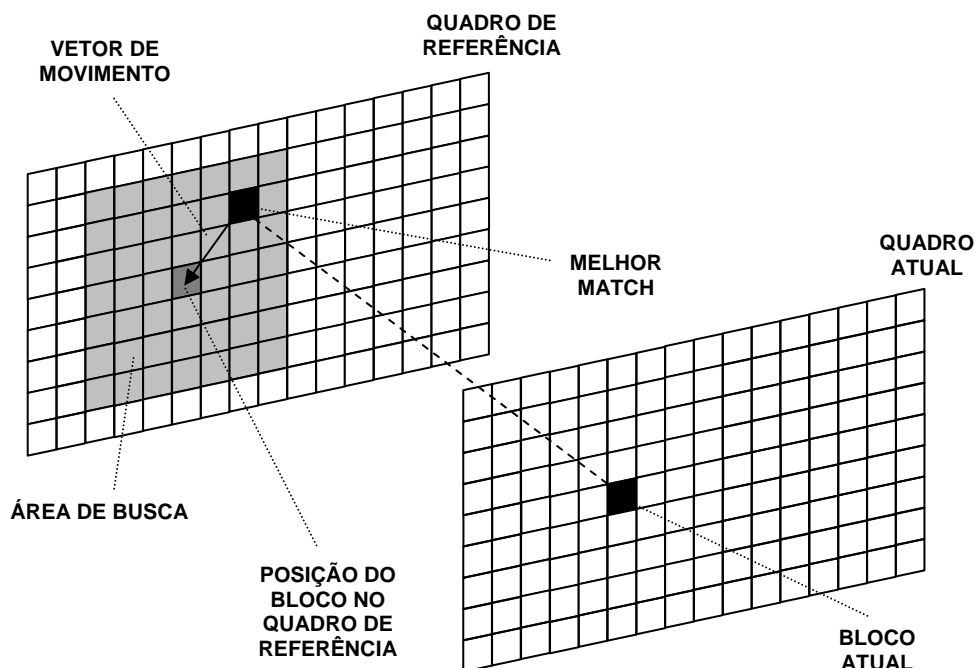 QUADRO DE
REFERÊNCIA
VETOR DE
MOVIMENTO
MELHOR
MATCH
QUADRO
ATUAL
ÁREA DE BUSCA
POSIÇÃO DO
BLOCO NO
QUADRO DE
REFERÊNCIA
BLOCO
ATUAL